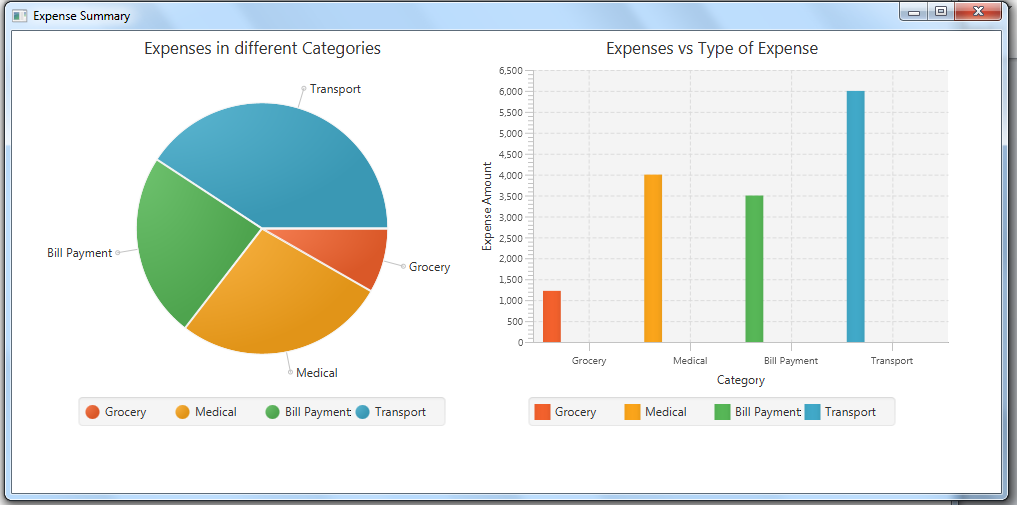 Expense Summary
Expenses in different Categories
Transport
Bill Payment
Grocery
Medical
Grocery Medical Bill Payment Transport
Expenses vs Type of Expense
Expense Amount
6,500
6,000
5,500
5,000
4,500
4,000
3,500
3,000
2,500
2,000
1,500
1,000
500
0
Grocery Medical Bill Payment Transport
Category
Grocery Medical Bill Payment Transport